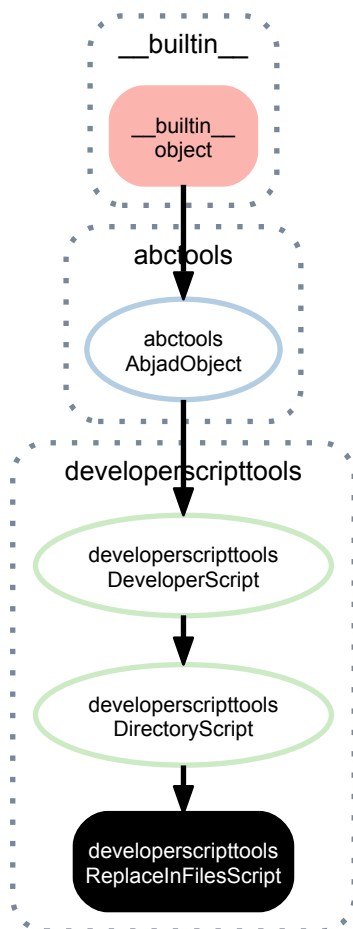 __builtin__
__builtin__
object
abctools
abctools
AbjadObject
developerscripttools
developerscripttools
DeveloperScript
developerscripttools
DirectoryScript
developerscripttools
ReplaceInFilesScript